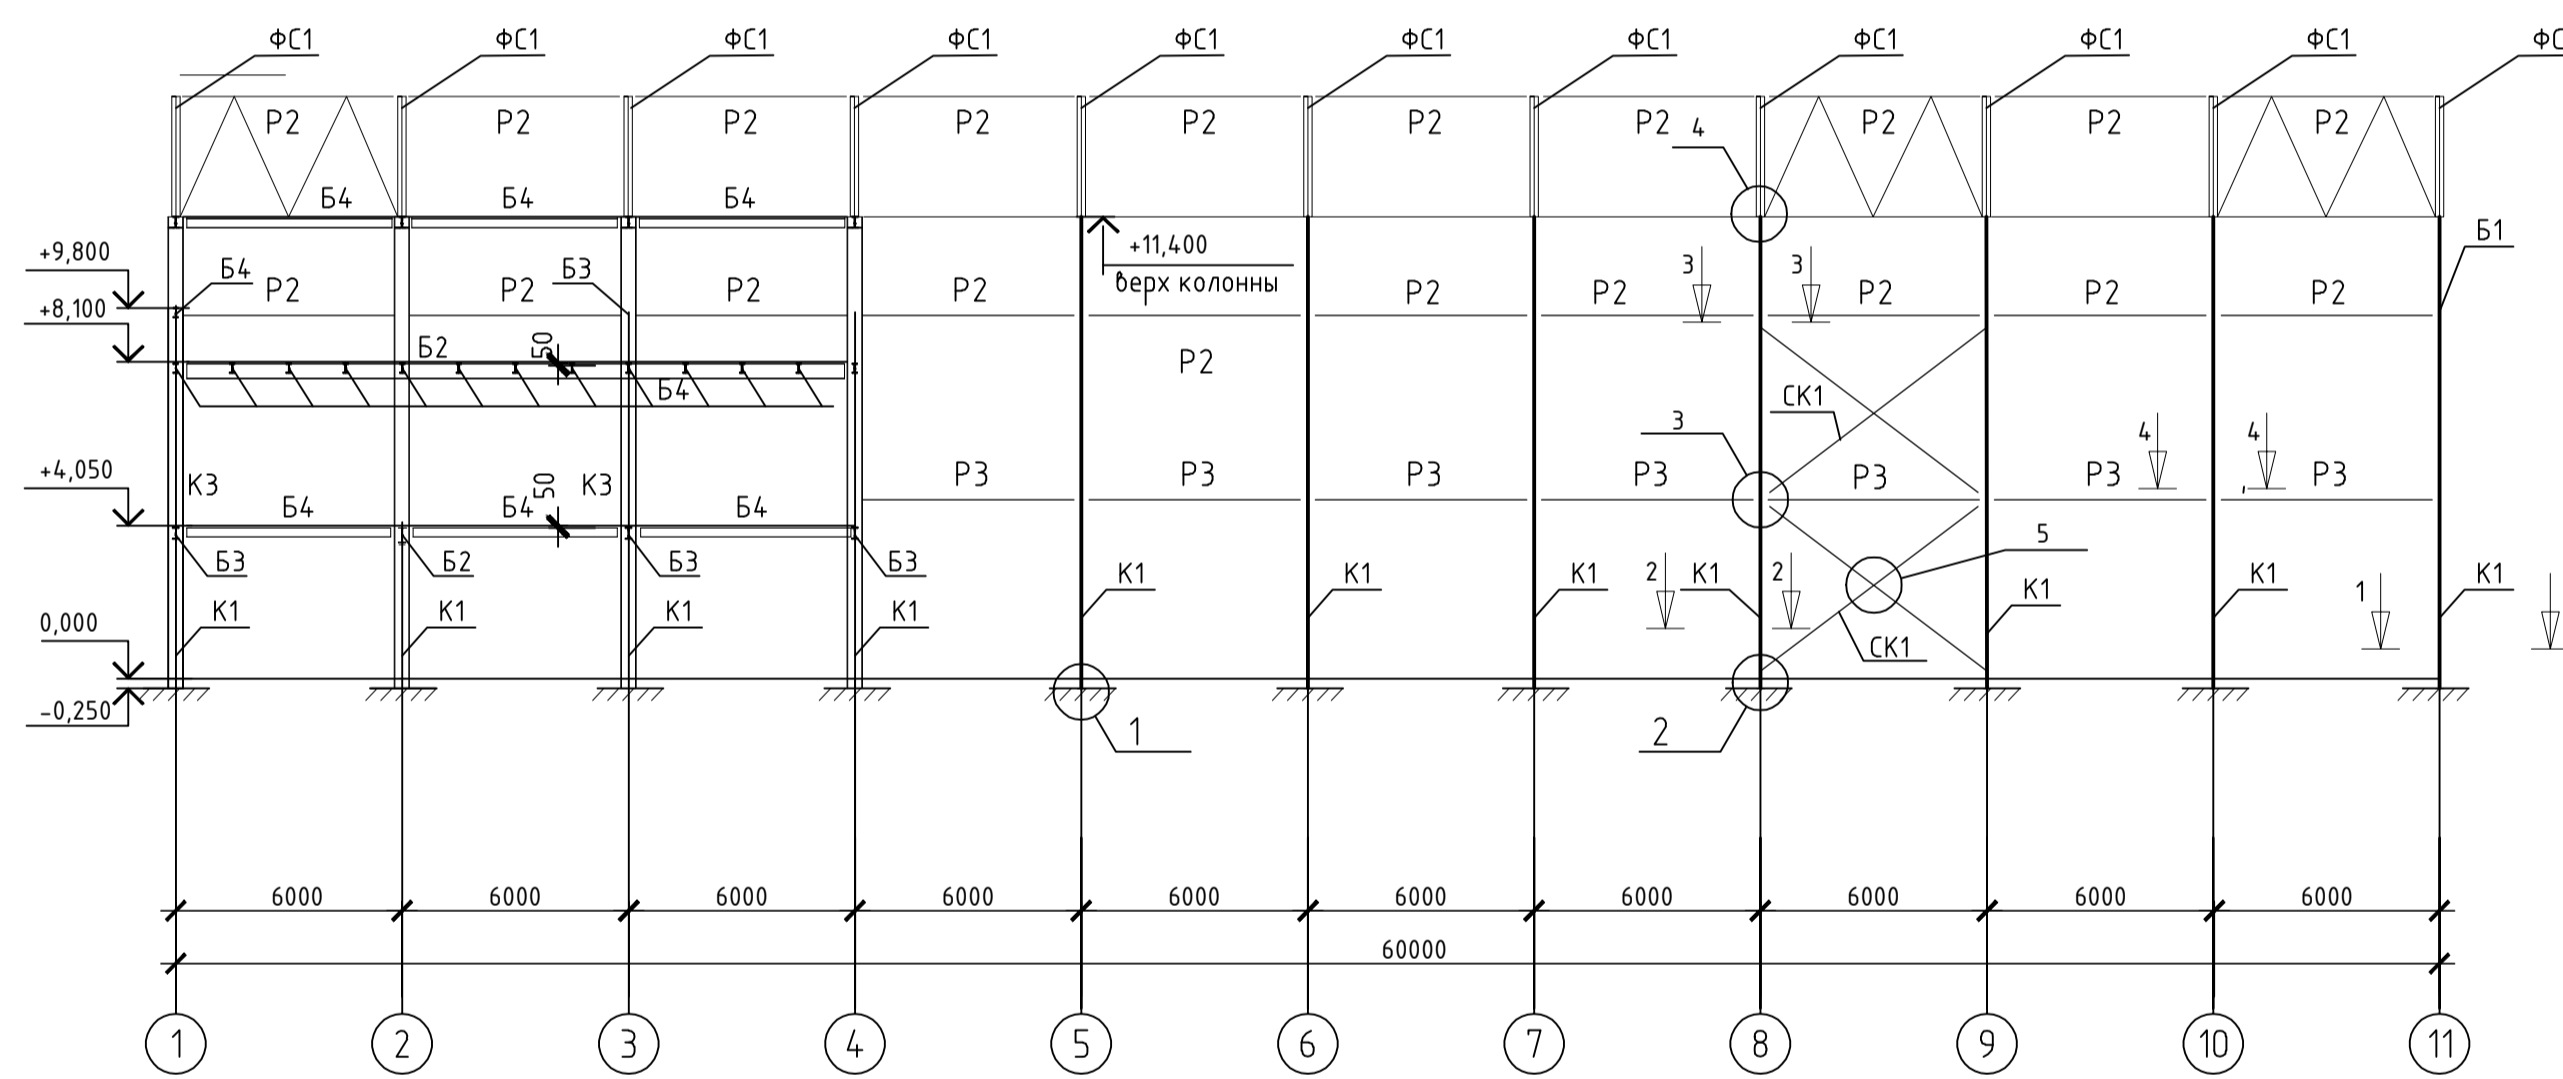 ФС1 ФС1 ФС1 ФС1 ФС1 ФС1 ФС1 ФС1 ФС1 ФС1 ФС
Р2 Р2 Р2 Р2 Р2 Р2 Р2 4 Р2 Р2 Р2
Б4 Б4 Б4
+9,800 +11,400 Б1
верх колонны
Б4 Р2 Р2 Б3 Р2 Р2 Р2 Р2 3 3 Р2 Р2 Р2
+8,100
Б2 50 Р2
Б4 СК1
3 4 4
+4,050 К3 50 К3 Р3 Р3 Р3 Р3 Р3 Р3 Р3
Б4 Б4 Б4
5
Б3 Б2 Б3 Б3 К1 К1 К1 2 К1 2 К1 К1 К1
0,000 К1 К1 К1 К1 1
СК1
-0,250
1 2
6000 6000 6000 6000 6000 6000 6000 6000 6000 6000
60000
1 2 3 4 5 6 7 8 9 10 11